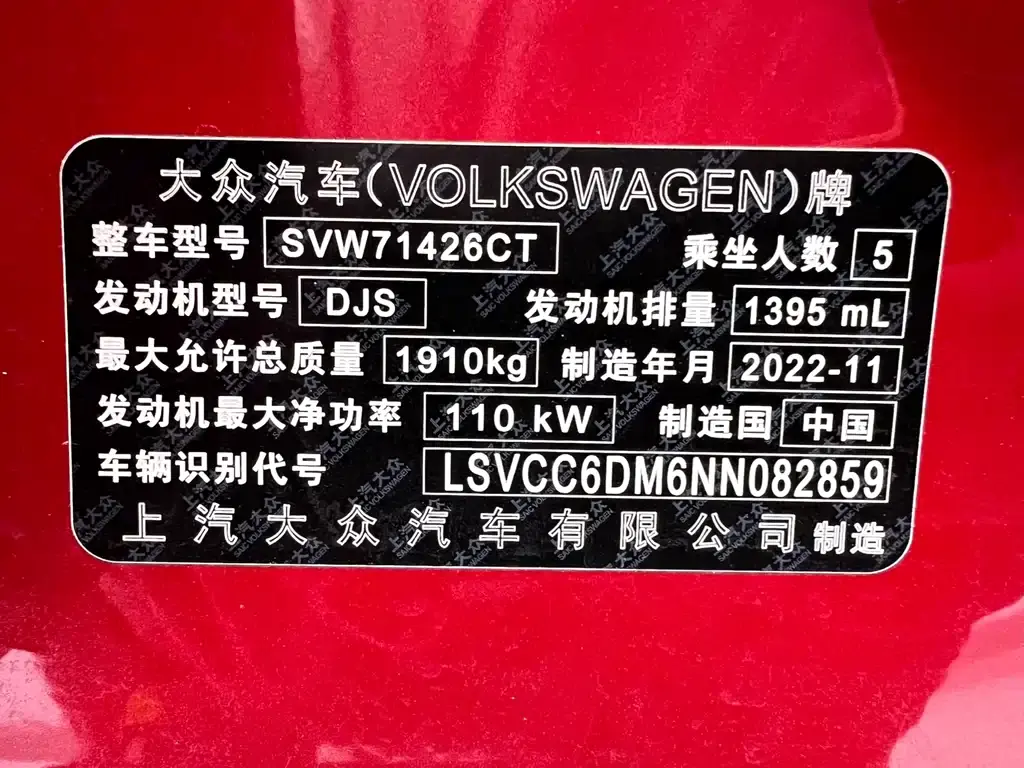 大众汽车(VOLKSWAGEN)牌
整车型号 SVW71426CT 乘坐人数 5
发动机型号 DJS 发动机排量 1395 mL
最大允许总质量 1910kg 制造年月 2022-11
发动机最大净功率 110 kW 制造国 中国
车辆识别代号 LSVCC6DM6NN082859
上汽大众汽车有限公司 制造